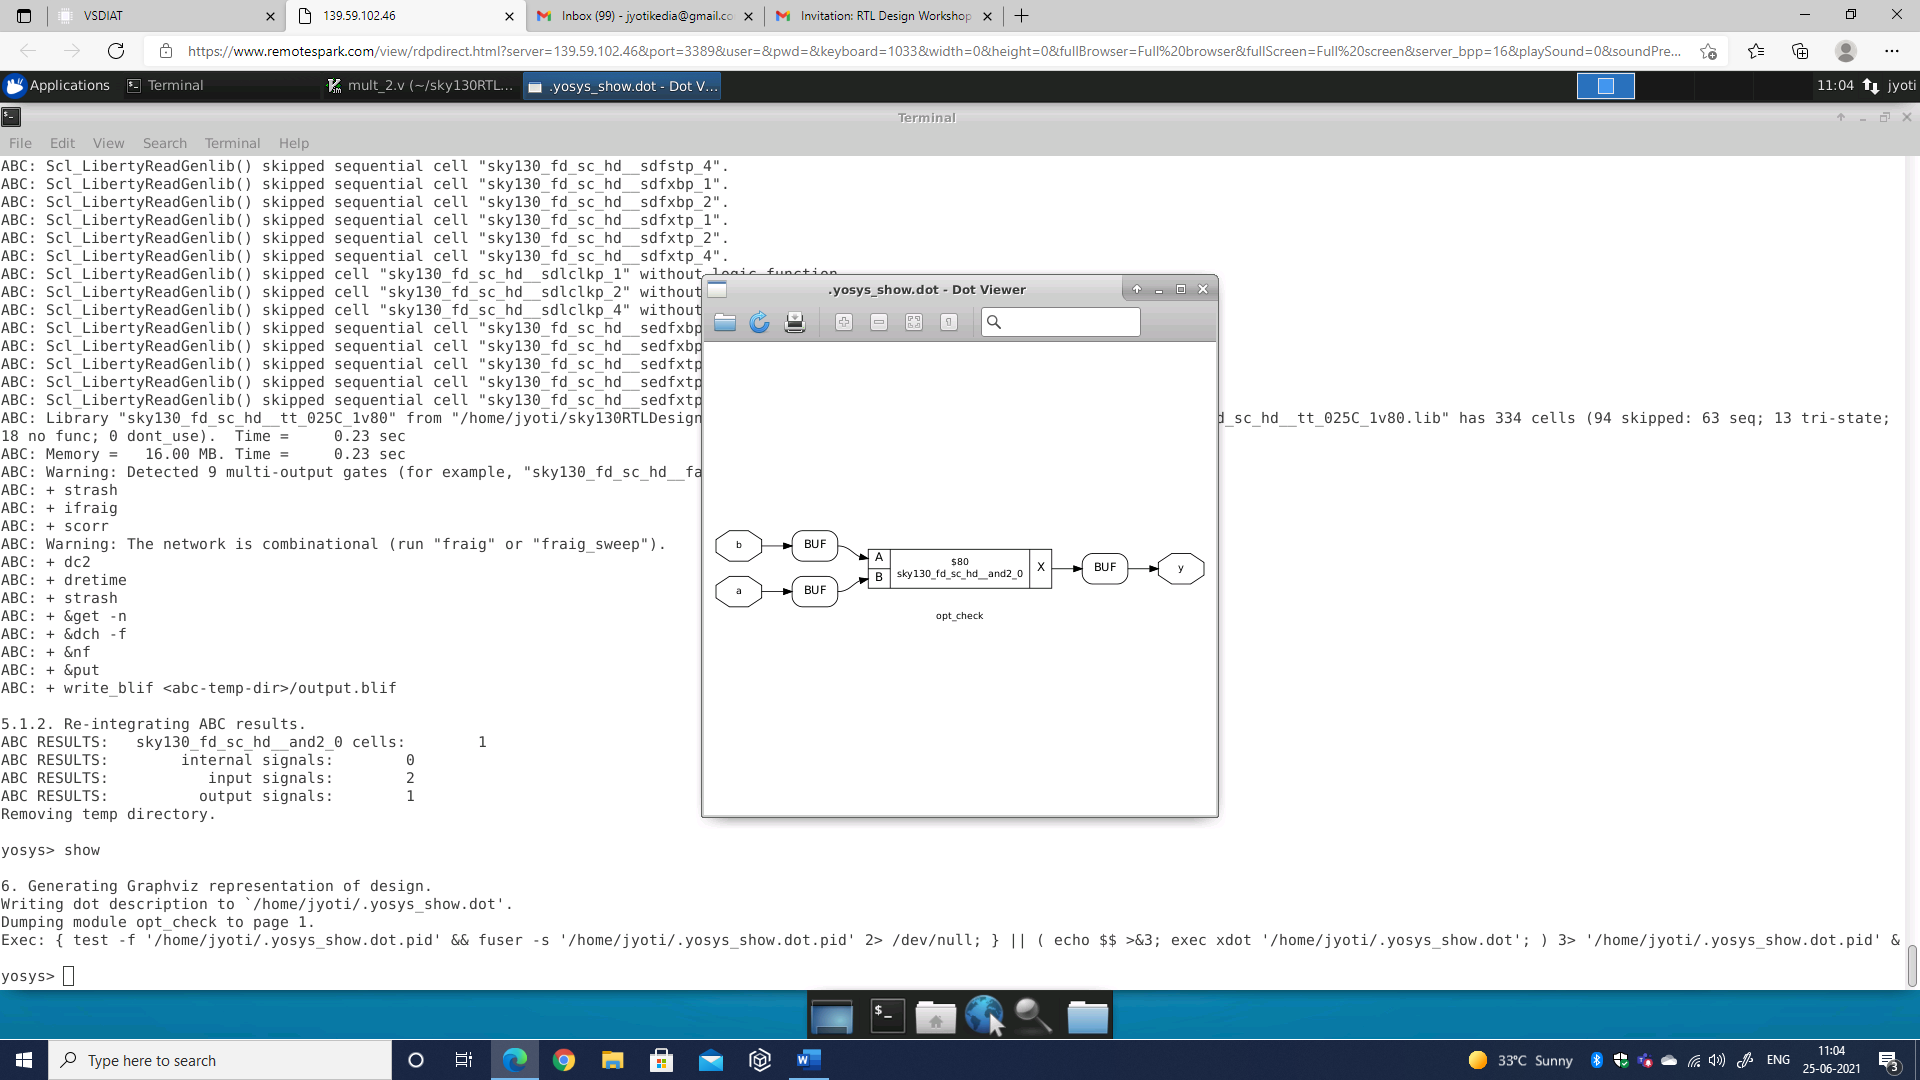 VSDIAT
139.59.102.46
Inbox (99) - jyotikedia@gmail.co
Invitation: RTL Design Workshop
https://www.remotespark.com/view/rdpdirect.html?server=139.59.102.46&port=3389&user=&pwd=&keyboard=1033&width=0&height=0&fullBrowser=Full%20browser&fullScreen=Full%20screen&server_bpp=16&playSound=0&soundPre...
Applications
Terminal
mult_2.v (~/sky130RTL...
.yosys_show.dot - Dot V...
11:04
jyoti
Terminal
File Edit View Search Terminal Help
ABC: Scl_LibertyReadGenlib() skipped sequential cell "sky130_fd_sc_hd__sdfstp_4".
ABC: Scl_LibertyReadGenlib() skipped sequential cell "sky130_fd_sc_hd__sdfxbp_1".
ABC: Scl_LibertyReadGenlib() skipped sequential cell "sky130_fd_sc_hd__sdfxbp_2".
ABC: Scl_LibertyReadGenlib() skipped sequential cell "sky130_fd_sc_hd__sdfxtp_1".
ABC: Scl_LibertyReadGenlib() skipped sequential cell "sky130_fd_sc_hd__sdfxtp_2".
ABC: Scl_LibertyReadGenlib() skipped sequential cell "sky130_fd_sc_hd__sdfxtp_4".
ABC: Scl_LibertyReadGenlib() skipped cell "sky130_fd_sc_hd__sdlclkp_1" without logic function
ABC: Scl_LibertyReadGenlib() skipped cell "sky130_fd_sc_hd__sdlclkp_2" without
ABC: Scl_LibertyReadGenlib() skipped cell "sky130_fd_sc_hd__sdlclkp_4" without
ABC: Scl_LibertyReadGenlib() skipped sequential cell "sky130_fd_sc_hd__sedfxbp
ABC: Scl_LibertyReadGenlib() skipped sequential cell "sky130_fd_sc_hd__sedfxbp
ABC: Scl_LibertyReadGenlib() skipped sequential cell "sky130_fd_sc_hd__sedfxtp
ABC: Scl_LibertyReadGenlib() skipped sequential cell "sky130_fd_sc_hd__sedfxtp
ABC: Scl_LibertyReadGenlib() skipped sequential cell "sky130_fd_sc_hd__sedfxtp
ABC: Library "sky130_fd_sc_hd__tt_025C_1v80" from "/home/jyoti/sky130RTLDesign d_sc_hd__tt_025C_1v80.lib" has 334 cells (94 skipped: 63 seq; 13 tri-state;
18 no func; 0 dont_use). Time = 0.23 sec
ABC: Memory = 16.00 MB. Time = 0.23 sec
ABC: Warning: Detected 9 multi-output gates (for example, "sky130_fd_sc_hd__fa
ABC: + strash
ABC: + ifraig
ABC: + scorr
ABC: Warning: The network is combinational (run "fraig" or "fraig_sweep").
ABC: + dc2
ABC: + dretime
ABC: + strash
ABC: + &get -n
ABC: + &dch -f
ABC: + &nf
ABC: + &put
ABC: + write_blif <abc-temp-dir>/output.blif
5.1.2. Re-integrating ABC results.
ABC RESULTS: sky130_fd_sc_hd__and2_0 cells: 1
ABC RESULTS: internal signals: 0
ABC RESULTS: input signals: 2
ABC RESULTS: output signals: 1
Removing temp directory.
yosys> show
6. Generating Graphviz representation of design.
Writing dot description to `/home/jyoti/.yosys_show.dot'.
Dumping module opt_check to page 1.
Exec: { test -f '/home/jyoti/.yosys_show.dot.pid' && fuser -s '/home/jyoti/.yosys_show.dot.pid' 2> /dev/null; } || ( echo $$ >&3; exec xdot '/home/jyoti/.yosys_show.dot'; ) 3> '/home/jyoti/.yosys_show.dot.pid' &
yosys>
.yosys_show.dot - Dot Viewer
b
BUF
a
BUF
A
B
$80
sky130_fd_sc_hd__and2_0
X
BUF
y
opt_check
Type here to search
33°C Sunny
ENG
11:04
25-06-2021
3